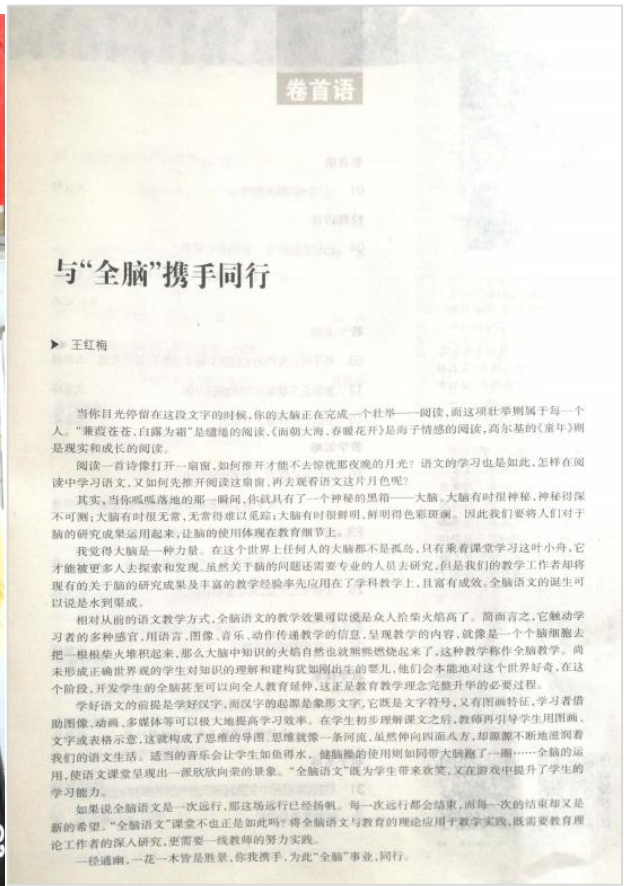 卷首语
与“全脑”携手同行
王红梅
当你目光停留在这段文字的时候,你的大脑正在完成一个壮举——阅读,而这项壮举则属于每一个
人。“蒹葭苍苍,白露为霜”是缱绻的阅读,《面朝大海,春暖花开》是海子情感的阅读,高尔基的《童年》则
是现实和成长的阅读。
阅读一首诗像打开一扇窗,如何推开才能不去惊扰那夜晚的月光?语文的学习也是如此,怎样在阅
读中学习语文,又如何先推开阅读这扇窗,再去观看语文这片月色呢?
其实,当你呱呱落地的那一瞬间,你就具有了一个神秘的黑箱——大脑。大脑有时很神秘,神秘得深
不可测;大脑有时很无常,无常得难以觅踪;大脑有时很鲜明,鲜明得色彩斑斓。因此我们要将人们对于
脑的研究成果运用起来,让脑的使用体现在教育细节上。
我觉得大脑是一种力量。在这个世界上任何人的大脑都不是孤岛,只有乘着课堂学习这叶小舟,它
才能被更多人去探索和发现。虽然关于脑的问题还需要专业的人员去研究,但是我们的教学工作者却将
现有的关于脑的研究成果及丰富的教学经验率先应用在了学科教学上,且富有成效。全脑语文的诞生可
以说是水到渠成。
相对从前的语文教学方式,全脑语文的教学效果可以说是众人拾柴火焰高了。简而言之,它触动学
习者的多种感官,用语言、图像、音乐、动作传递教学的信息,呈现教学的内容,就像是一个个脑细胞去
把一根根柴火堆积起来,那么大脑中知识的火焰自然也就熊熊燃烧起来了,这种教学称作全脑教学。尚
未形成正确世界观的学生对知识的理解和建构犹如刚出生的婴儿,他们会本能地对这个世界好奇,在这
个阶段,开发学生的全脑甚至可以向全人教育延伸,这正是教育教学理念完整升华的必要过程。
学好语文的前提是学好汉字,而汉字的起源是象形文字,它既是文字符号,又有图画特征,学习者借
助图像、动画、多媒体等可以极大地提高学习效率。在学生初步理解课文之后,教师再引导学生用图画、
文字或表格示意,这就构成了思维的导图。思维就像一条河流,虽然伸向四面八方,却源源不断地滋润着
我们的语文生活。适当的音乐会让学生如鱼得水,健脑操的使用则如同带大脑跑了一圈……全脑的运
用,使语文课堂呈现出一派欣欣向荣的景象。“全脑语文”既为学生带来欢笑,又在游戏中提升了学生的
学习能力。
如果说全脑语文是一次远行,那这场远行已经扬帆。每一次远行都会结束,而每一次的结束却又是
新的希望。“全脑语文”课堂不也正是如此吗?将全脑语文与教育的理论应用于教学实践,既需要教育理
论工作者的深入研究,更需要一线教师的努力实践。
一径通幽,一花一木皆是胜景,你我携手,为此“全脑”事业,同行。